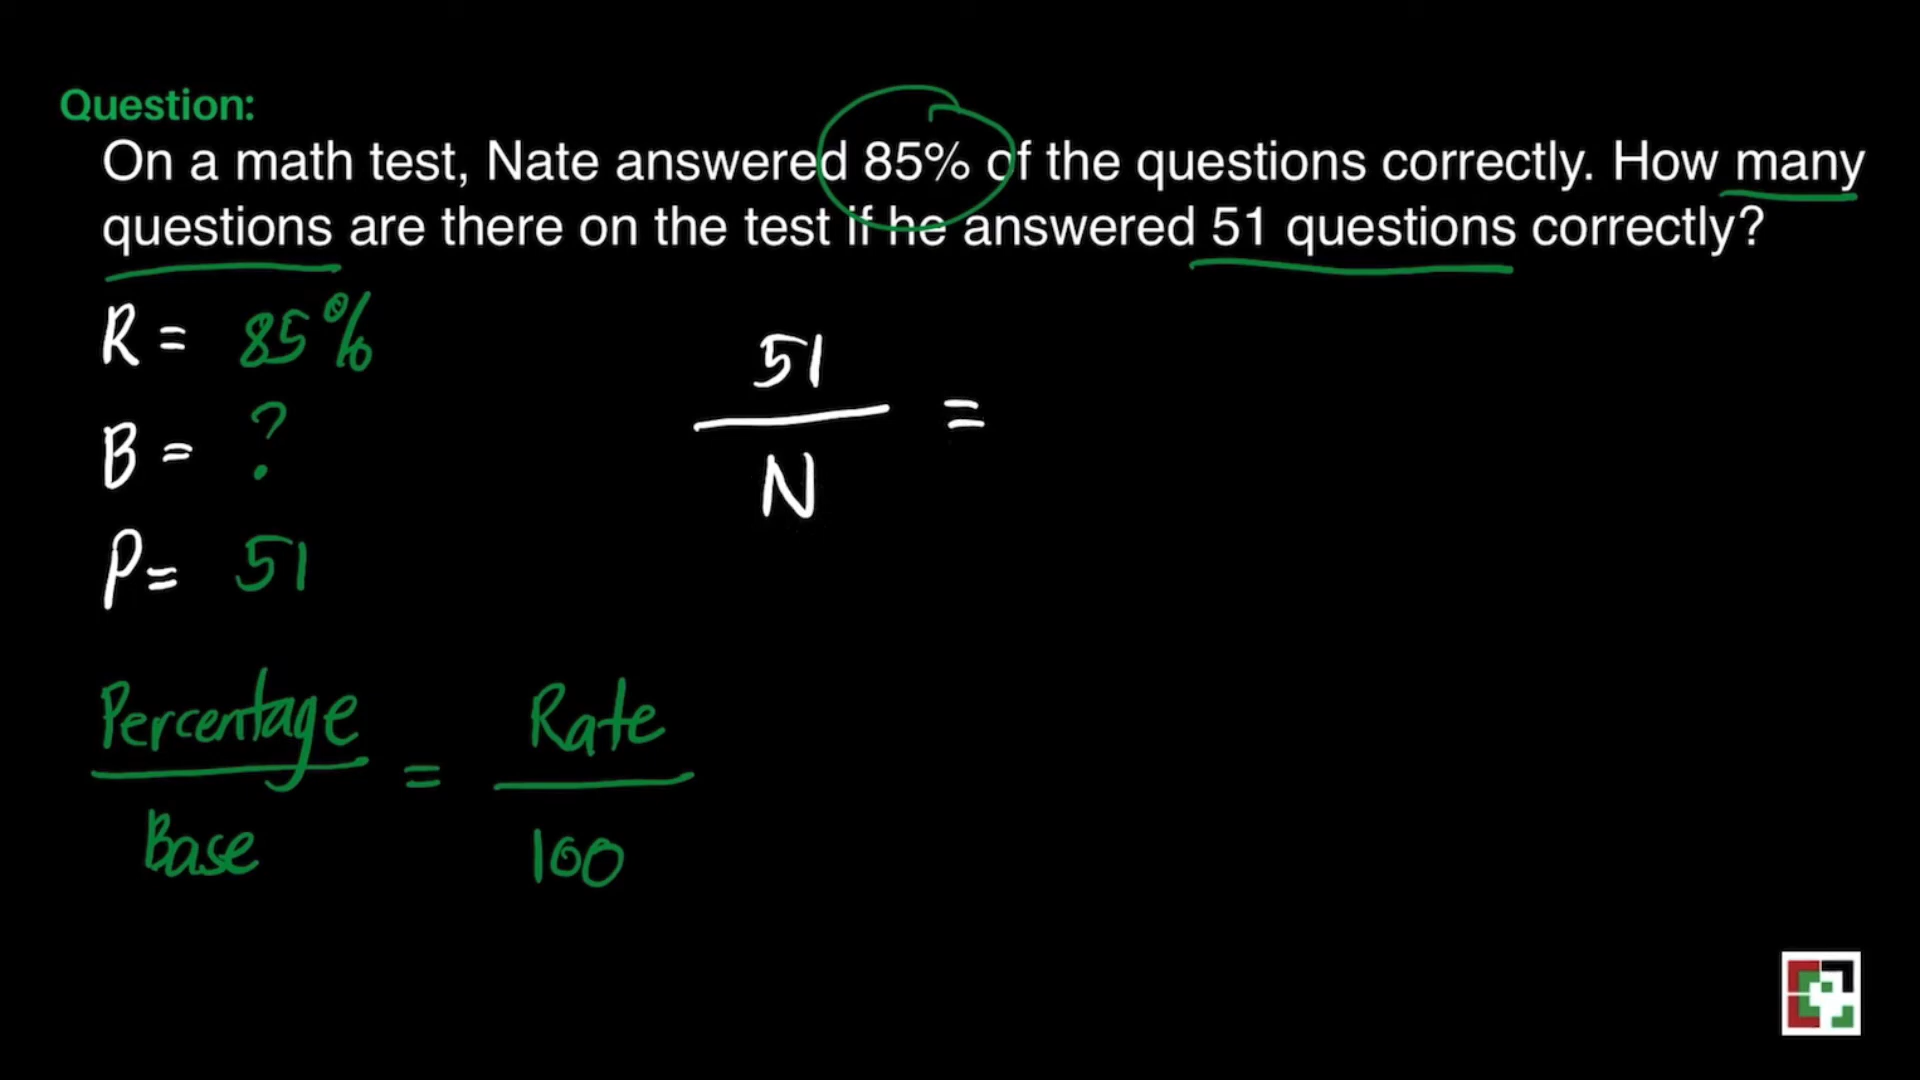 Question:
On a math test, Nate answered 85% of the questions correctly. How many
questions are there on the test if he answered 51 questions correctly?
R = 85%
B = ?
P = 51
51
N
=
Percentage
Base
=
Rate
100